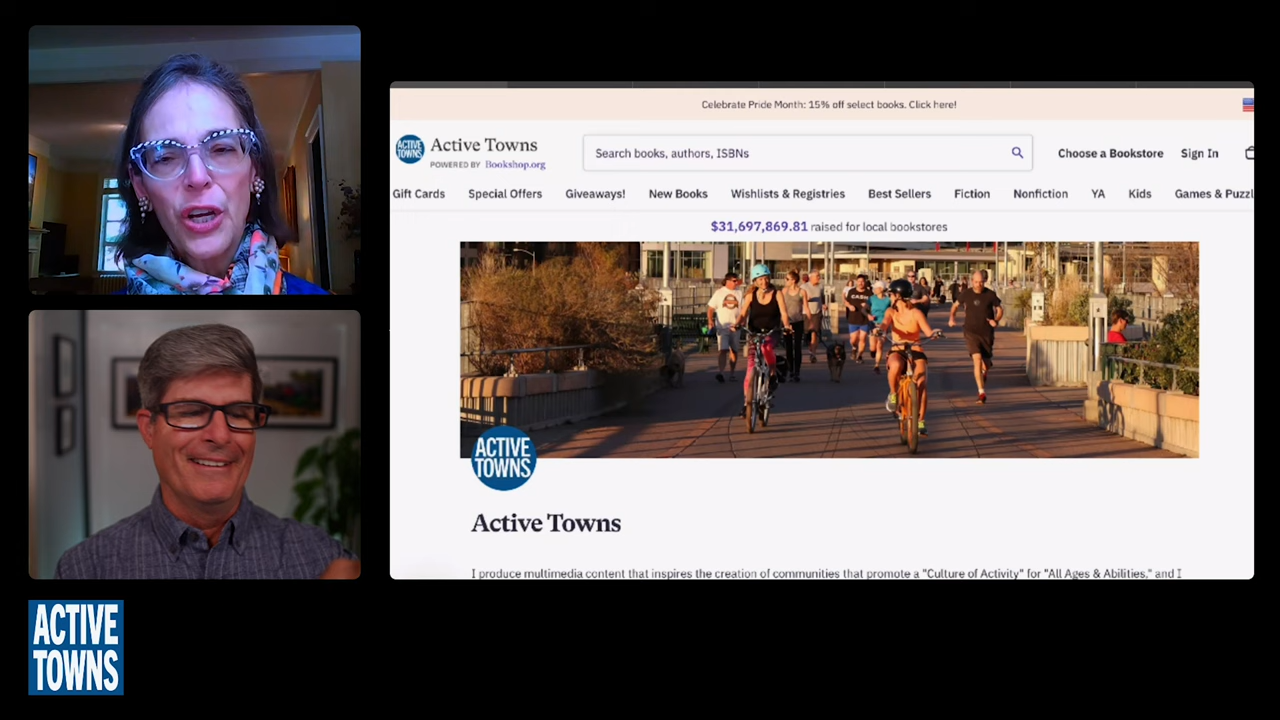 Celebrate Pride Month: 15% off select books. Click here!
ACTIVE TOWNS
Active Towns
POWERED BY Bookshop.org
Search books, authors, ISBNs
Choose a Bookstore
Sign In
Gift Cards
Special Offers
Giveaways!
New Books
Wishlists & Registries
Best Sellers
Fiction
Nonfiction
YA
Kids
Games & Puzzl
$31,697,869.81 raised for local bookstores
ACTIVE
TOWNS
Active Towns
I produce multimedia content that inspires the creation of communities that promote a "Culture of Activity" for "All Ages & Abilities," and I
ACTIVE
TOWNS